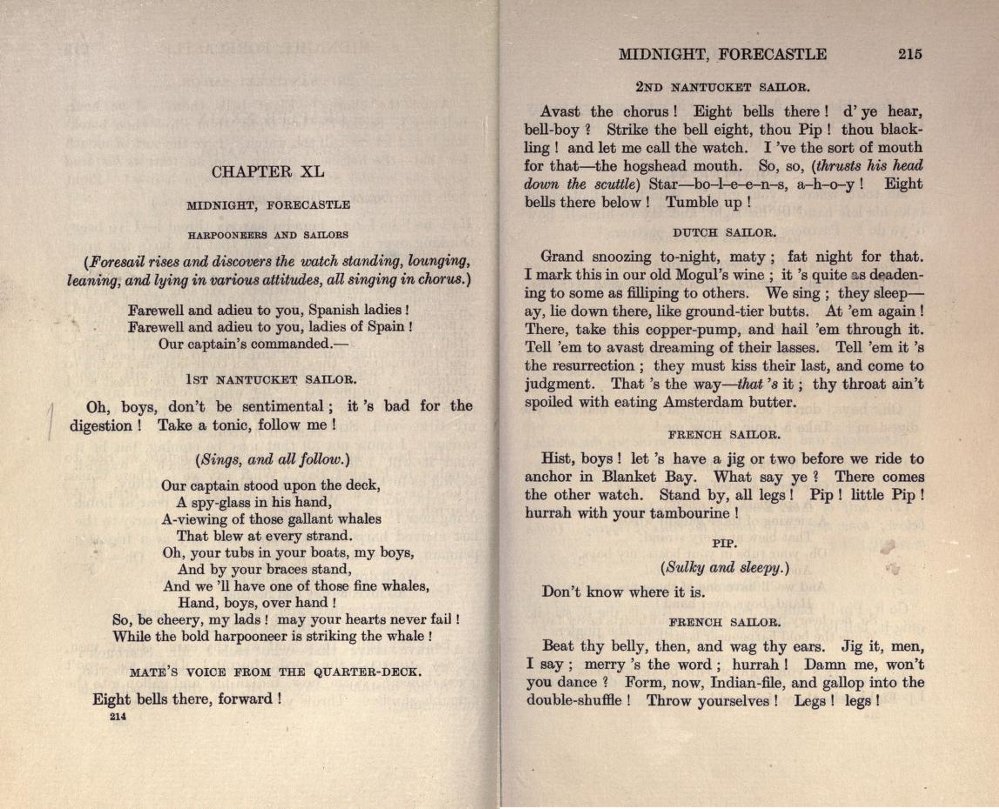 CHAPTER XL
MIDNIGHT, FORECASTLE
HARPOONERS AND SAILORS
(Foresail rises and discovers the watch standing, lounging,
leaning, and lying in various attitudes, all singing in chorus.)
Farewell and adieu to you, Spanish ladies !
Farewell and adieu to you, ladies of Spain !
Our captain's commanded.—
1ST NANTUCKET SAILOR.
Oh, boys, don't be sentimental ; it 's bad for the
digestion ! Take a tonic, follow me !
(Sings, and all follow.)
Our captain stood upon the deck,
A spy-glass in his hand,
A-viewing of those gallant whales
That blew at every strand.
Oh, your tubs in your boats, my boys,
And by your braces stand,
And we 'll have one of those fine whales,
Hand, boys, over hand !
So, be cheery, my lads ! may your hearts never fail !
While the bold harpooneer is striking the whale !
MATE'S VOICE FROM THE QUARTER-DECK.
Eight bells there, forward !
214
MIDNIGHT, FORECASTLE 215
2ND NANTUCKET SAILOR.
Avast the chorus ! Eight bells there ! d' ye hear,
bell-boy ? Strike the bell eight, thou Pip ! thou black-
ling ! and let me call the watch. I 've the sort of mouth
for that—the hogshead mouth. So, so, (thrusts his head
down the scuttle) Star—bo-l-e-e-n-s, a-h-o-y ! Eight
bells there below ! Tumble up !
DUTCH SAILOR.
Grand snoozing to-night, maty ; fat night for that.
I mark this in our old Mogul's wine ; it 's quite as deaden-
ing to some as filliping to others. We sing ; they sleep—
ay, lie down there, like ground-tier butts. At 'em again !
There, take this copper-pump, and hail 'em through it.
Tell 'em to avast dreaming of their lasses. Tell 'em it 's
the resurrection ; they must kiss their last, and come to
judgment. That 's the way—that 's it ; thy throat ain't
spoiled with eating Amsterdam butter.
FRENCH SAILOR.
Hist, boys ! let 's have a jig or two before we ride to
anchor in Blanket Bay. What say ye ? There comes
the other watch. Stand by, all legs ! Pip ! little Pip !
hurrah with your tambourine !
PIP.
(Sulky and sleepy.)
Don't know where it is.
FRENCH SAILOR.
Beat thy belly, then, and wag thy ears. Jig it, men,
I say ; merry 's the word ; hurrah ! Damn me, won't
you dance ? Form, now, Indian-file, and gallop into the
double-shuffle ! Throw yourselves ! Legs ! legs !